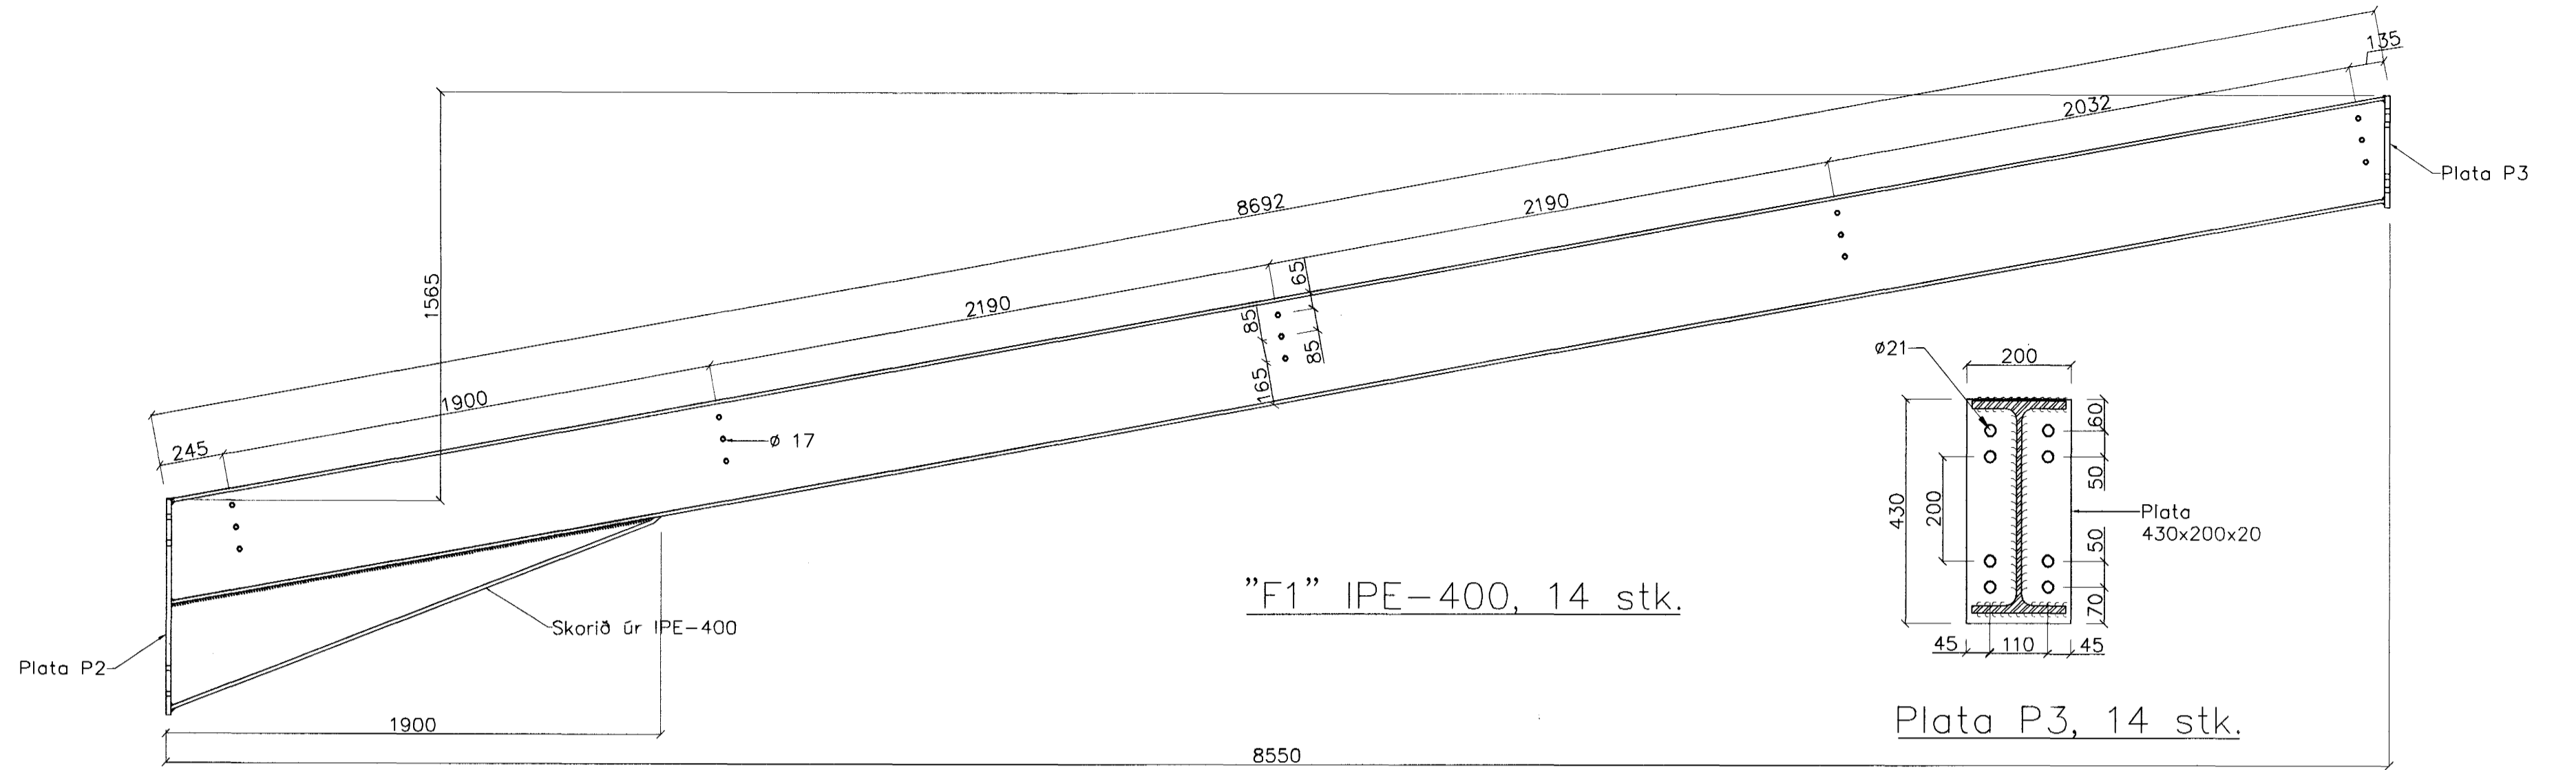 135
2032
Plata P3
8692
2190
1565
65
2190
85
85
165
1900
245
ø 17
ø21
200
60
50
430
200
Plata
430x200x20
50
70
45
110
45
"F1" IPE-400, 14 stk.
Skorið úr IPE-400
Plata P2
1900
Plata P3, 14 stk.
8550